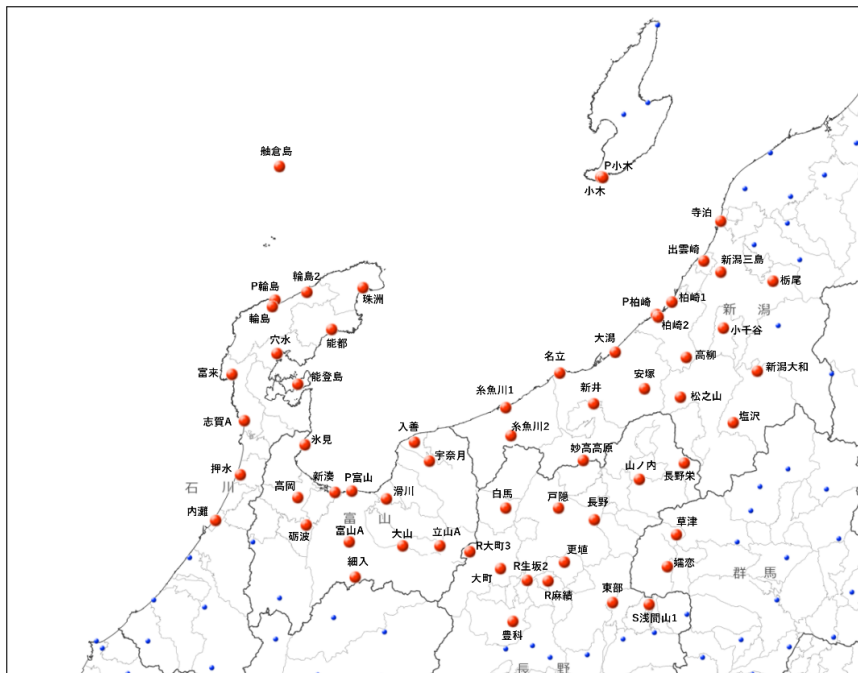 舳倉島
P小木
小木
寺泊
出雲崎
新潟三島
栃尾
P輪島
輪島2
珠洲
輪島
P柏崎
柏崎1
新潟
柏崎2
小千谷
能都
穴水
大潟
高柳
名立
新潟大和
富来
能登島
安塚
新井
糸魚川1
松之山
志賀A
塩沢
糸魚川2
入善
氷見
宇奈月
妙高高原
山ノ内
長野栄
押水
石川
高岡
新湊
P富山
滑川
白馬
戸隠
長野
内灘
富山
砺波
富山A
大山
立山A
R大町3
草津
更埴
細入
大町
R生坂2
R麻績
嬬恋
群馬
東部
S浅間山1
豊科
長野